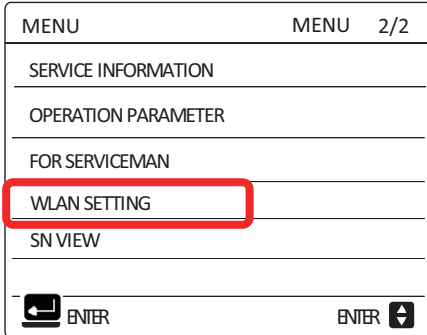 MENU MENU 2/2
SERVICE INFORMATION
OPERATION PARAMETER
FOR SERVICEMAN
WLAN SETTING
SN VIEW
ENTER ENTER